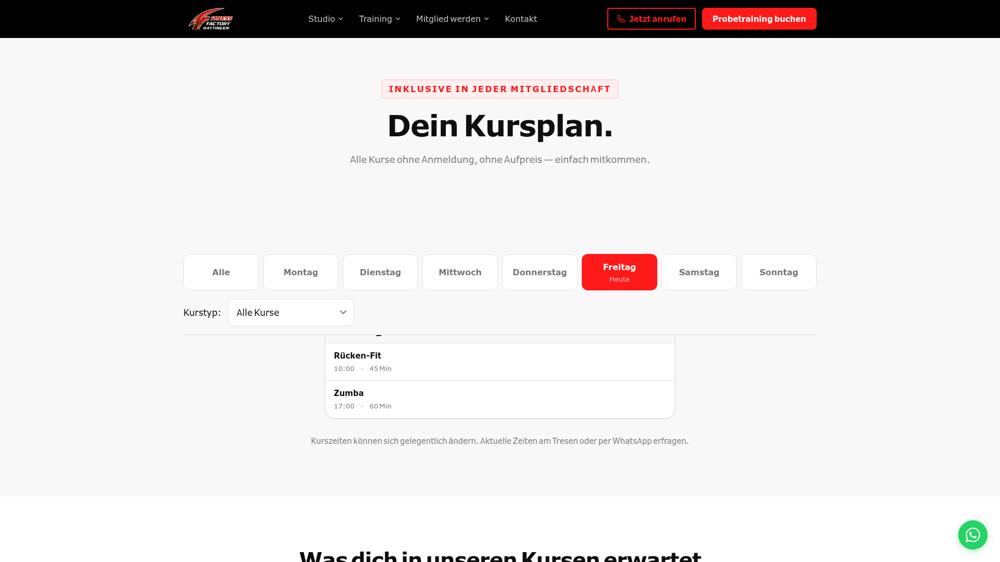 FITNESS
FACTORY
HATTINGEN
Studio
Training
Mitglied werden
Kontakt
Jetzt anrufen
Probetraining buchen
INKLUSIVE IN JEDER MITGLIEDSCHAFT
Dein Kursplan.
Alle Kurse ohne Anmeldung, ohne Aufpreis — einfach mitkommen.
Alle
Montag
Dienstag
Mittwoch
Donnerstag
Freitag
Heute
Samstag
Sonntag
Kurstyp:
Alle Kurse
Rücken-Fit
10:00 · 45 Min
Zumba
17:00 · 60 Min
Kurszeiten können sich gelegentlich ändern. Aktuelle Zeiten am Tresen oder per WhatsApp erfragen.
Was dich in unseren Kursen erwartet